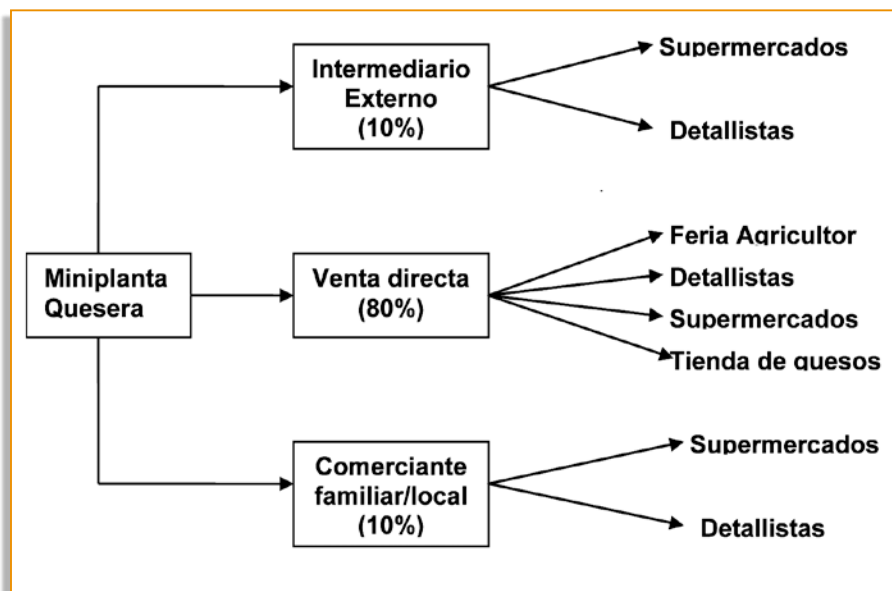 Intermediario
Externo
(10%)
Supermercados
Detallistas
Miniplanta
Quesera
Venta directa
(80%)
Feria Agricultor
Detallistas
Supermercados
Tienda de quesos
Comerciante
familiar/local
(10%)
Supermercados
Detallistas